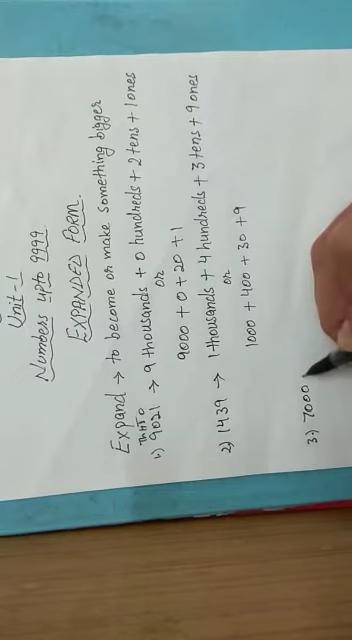 Unit-1
Numbers upto 9999
EXPANDED FORM.
Expand → to become or make something bigger
Th H T O
1) 9021 → 9 thousands + 0 hundreds + 2 tens + 1 ones
or
9000 + 0 + 20 + 1
2) 1439 → 1 thousands + 4 hundreds + 3 tens + 9 ones
or
1000 + 400 + 30 + 9
3) 7000